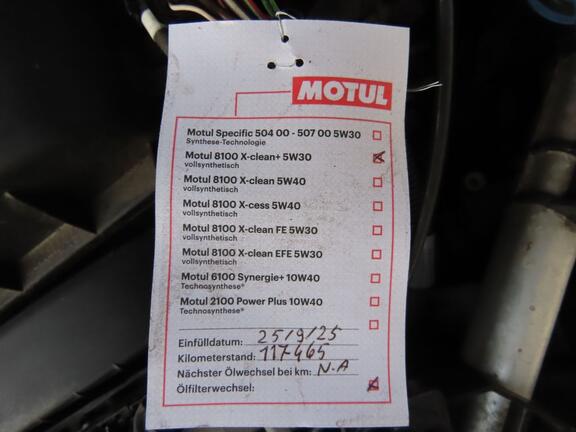 MOTUL
Motul Specific 504 00 - 507 00 5W30
Synthese-Technologie
Motul 8100 X-clean+ 5W30
vollsynthetisch
Motul 8100 X-clean 5W40
vollsynthetisch
Motul 8100 X-cess 5W40
vollsynthetisch
Motul 8100 X-clean FE 5W30
vollsynthetisch
Motul 8100 X-clean EFE 5W30
vollsynthetisch
Motul 6100 Synergie+ 10W40
Technosynthese®
Motul 2100 Power Plus 10W40
Technosynthese®
Einfülldatum: 25/9/25
Kilometerstand: 117465
Nächster Ölwechsel bei km: N.A
Ölfilterwechsel: